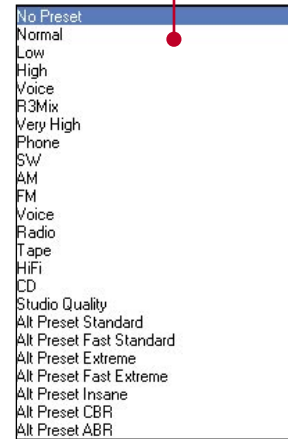 No Preset
Normal
Low
High
Voice
R3Mix
Very High
Phone
SW
AM
FM
Voice
Radio
Tape
HiFi
CD
Studio Quality
Alt Preset Standard
Alt Preset Fast Standard
Alt Preset Extreme
Alt Preset Fast Extreme
Alt Preset Insane
Alt Preset CBR
Alt Preset ABR